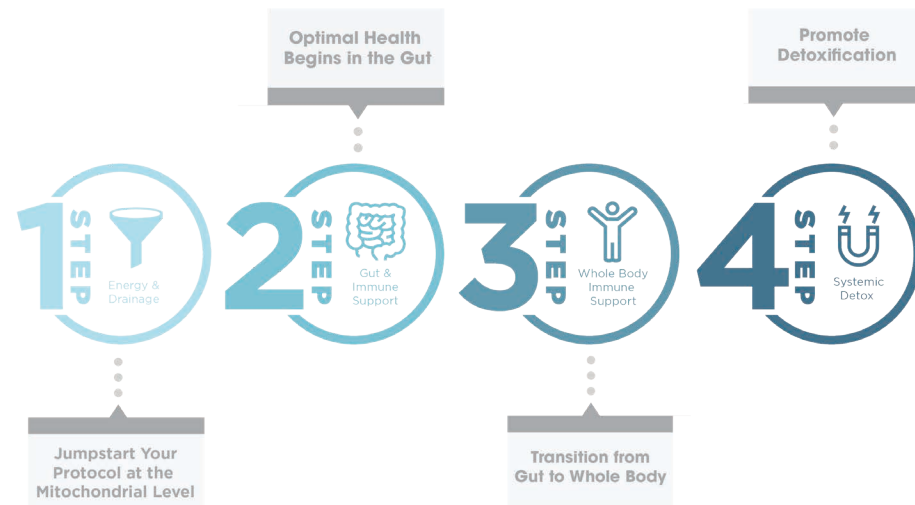 Optimal Health
Begins in the Gut
Promote
Detoxification
1 STEP
Energy &
Drainage
2 STEP
Gut &
Immune
Support
3 STEP
Whole Body
Immune
Support
4 STEP
Systemic
Detox
Jumpstart Your
Protocol at the
Mitochondrial Level
Transition from
Gut to Whole Body